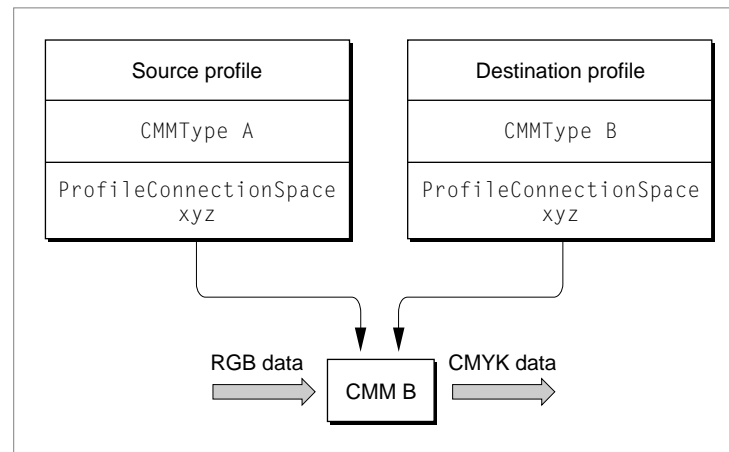 Source profile
CMMType A
ProfileConnectionSpace
xyz
Destination profile
CMMType B
ProfileConnectionSpace
xyz
RGB data
CMM B
CMYK data